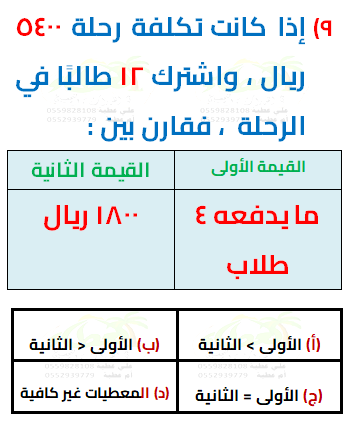 ٩) إذا كانت تكلفة رحلة ٥٤٠٠
ريال ، واشترك ١٢ طالبًا في
الرحلة ، فقارن بين :
القيمة الأولى
القيمة الثانية
ما يدفعه ٤
طلاب
١٨٠٠ ريال
(أ) الأولى > الثانية
(ب) الأولى < الثانية
(ج) الأولى = الثانية
(د) المعطيات غير كافية